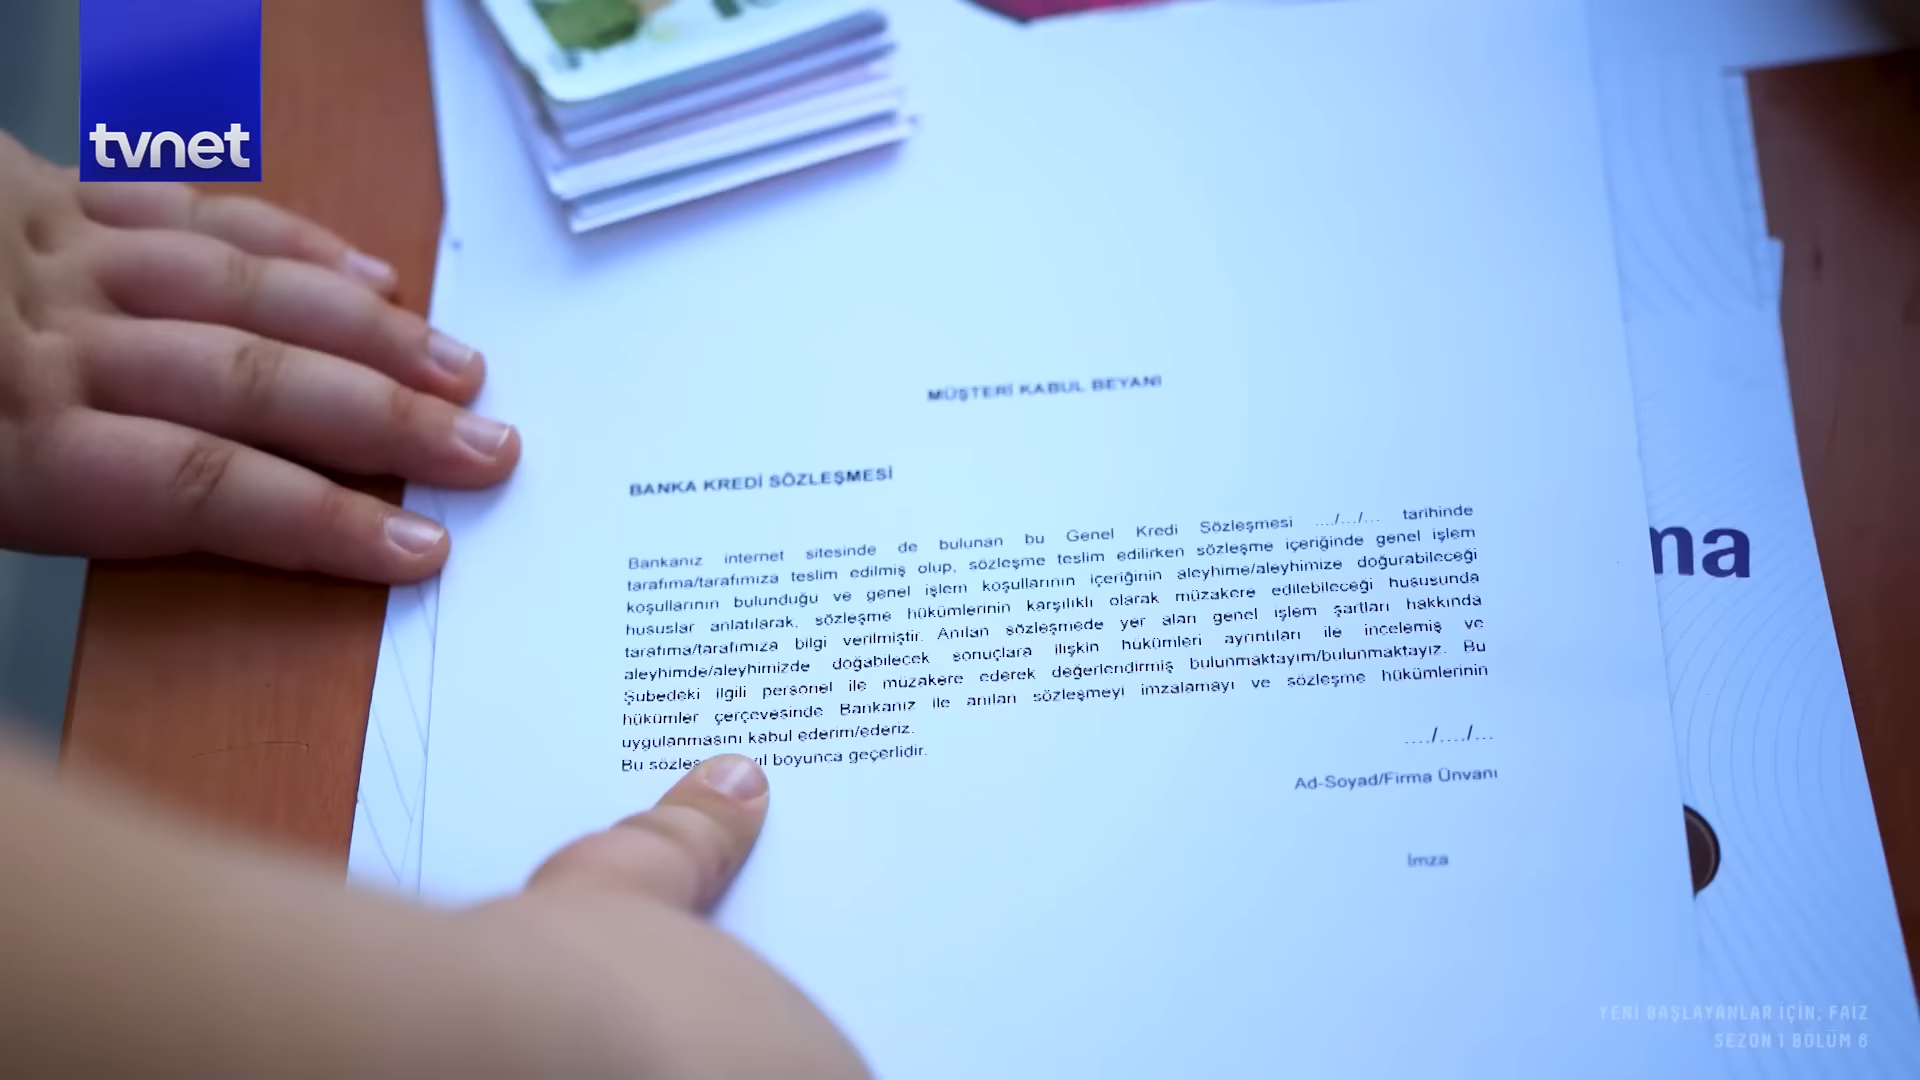 tvnet
MÜŞTERİ KABUL BEYANI
BANKA KREDİ SÖZLEŞMESİ
Bankanız internet sitesinde de bulunan bu Genel Kredi Sözleşmesi ..../.../... tarihinde
tarafıma/tarafımıza teslim edilmiş olup, sözleşme teslim edilirken sözleşme içeriğinde genel işlem
koşullarının bulunduğu ve genel işlem koşullarının içeriğinin aleyhime/aleyhimize doğurabileceği
hususlar anlatılarak, sözleşme hükümlerinin karşılıklı olarak müzakere edilebileceği hususunda
tarafıma/tarafımıza bilgi verilmiştir. Anılan sözleşmede yer alan genel işlem şartları hakkında
aleyhimde/aleyhimizde doğabilecek sonuçlara ilişkin hükümleri ayrıntıları ile incelemiş ve
Şubedeki ilgili personel ile müzakere ederek değerlendirmiş bulunmaktayım/bulunmaktayız. Bu
hükümler çerçevesinde Bankanız ile anılan sözleşmeyi imzalamayı ve sözleşme hükümlerinin
uygulanmasını kabul ederim/ederiz.
Bu boyunca geçerlidir.
..../..../...
Ad-Soyad/Firma Ünvanı
İmza
ma
YENİ BAŞLAYANLAR İÇİN, FAİZ
SEZON 1 BÖLÜM 6